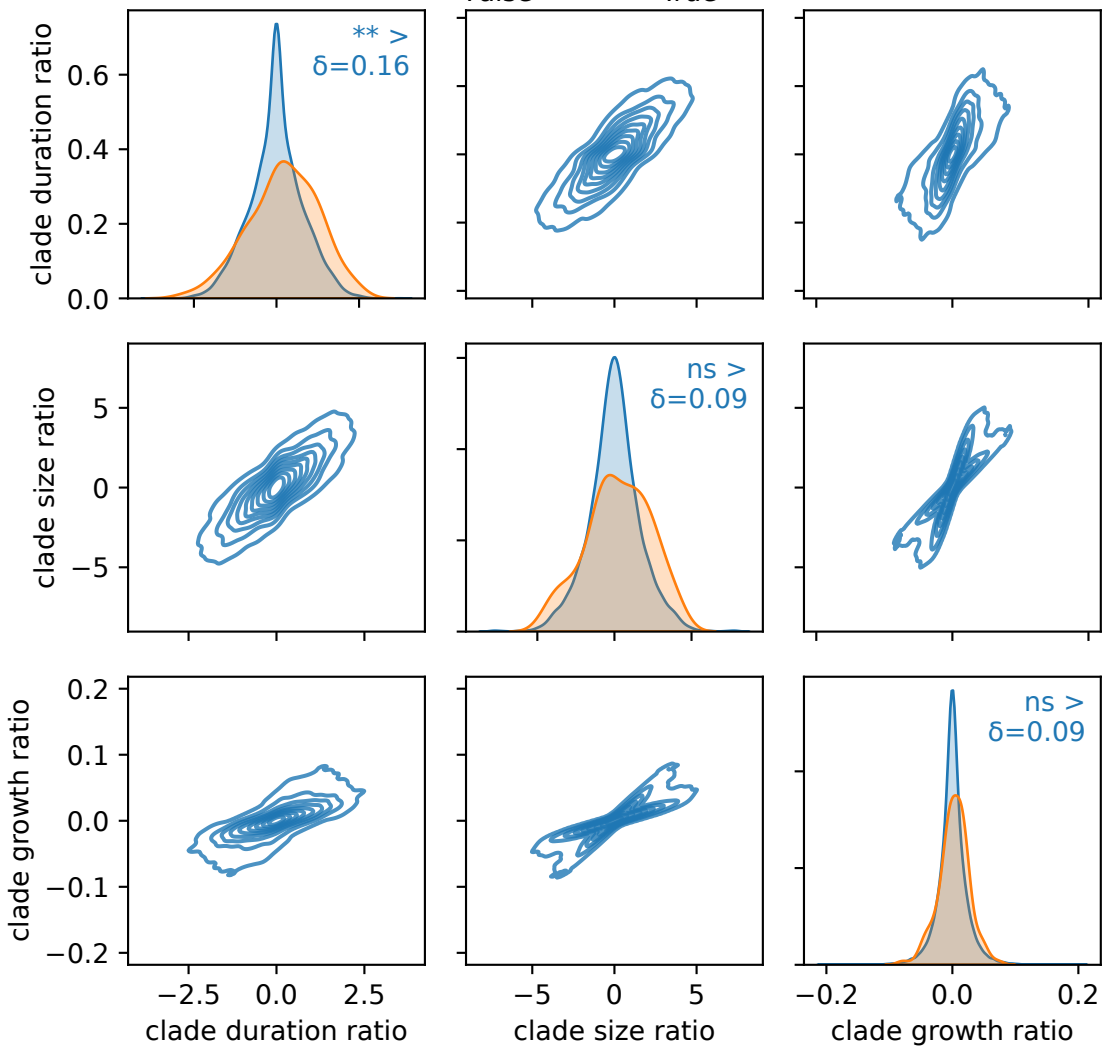 clade duration ratio
0.6
0.4
0.2
0.0
** >
δ=0.16
clade size ratio
5
0
−5
ns >
δ=0.09
clade growth ratio
0.2
0.1
0.0
−0.1
−0.2
ns >
δ=0.09
−2.5 0.0 2.5
−5 0 5
−0.2 0.0 0.2
clade duration ratio
clade size ratio
clade growth ratio